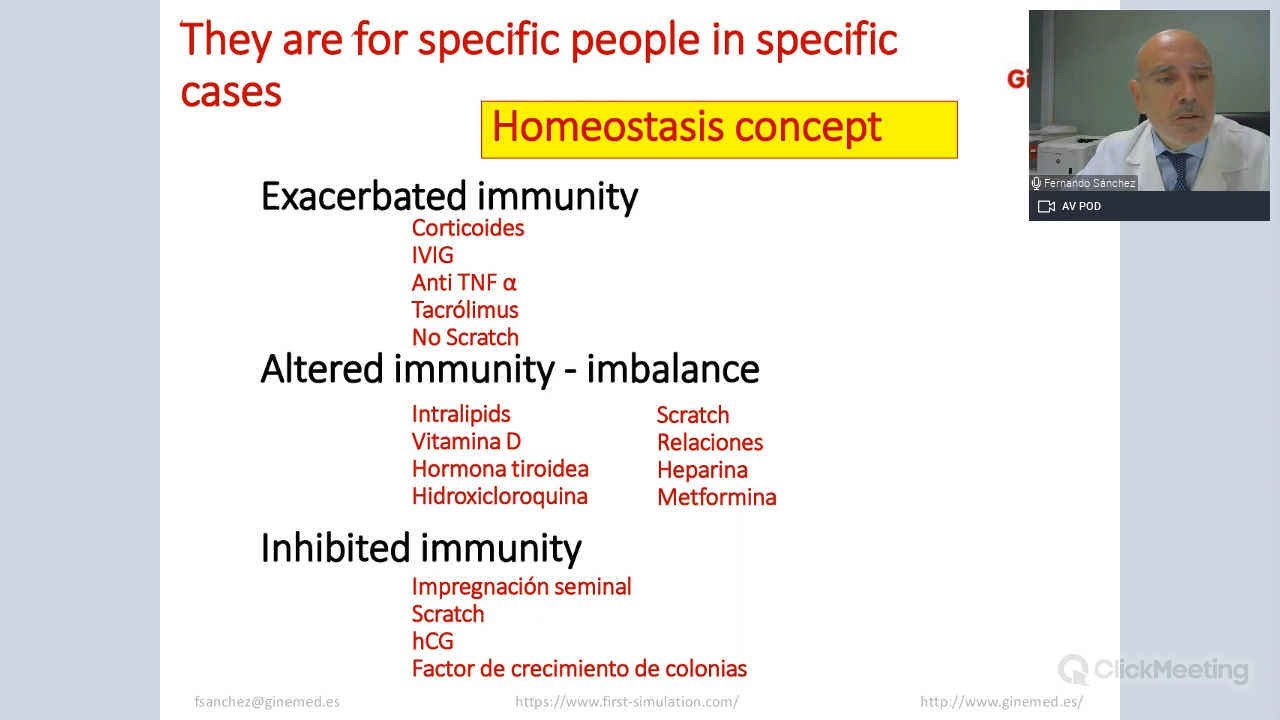 They are for specific people in specific
cases
Gi
Homeostasis concept
Fernando Sánchez
AV POD
Exacerbated immunity
Corticoides
IVIG
Anti TNF α
Tacrólimus
No Scratch
Altered immunity - imbalance
Intralipids
Vitamina D
Hormona tiroidea
Hidroxicloroquina
Scratch
Relaciones
Heparina
Metformina
Inhibited immunity
Impregnación seminal
Scratch
hCG
Factor de crecimiento de colonias
ClickMeeting
fsanchez@ginemed.es
https://www.first-simulation.com/
http://www.ginemed.es/